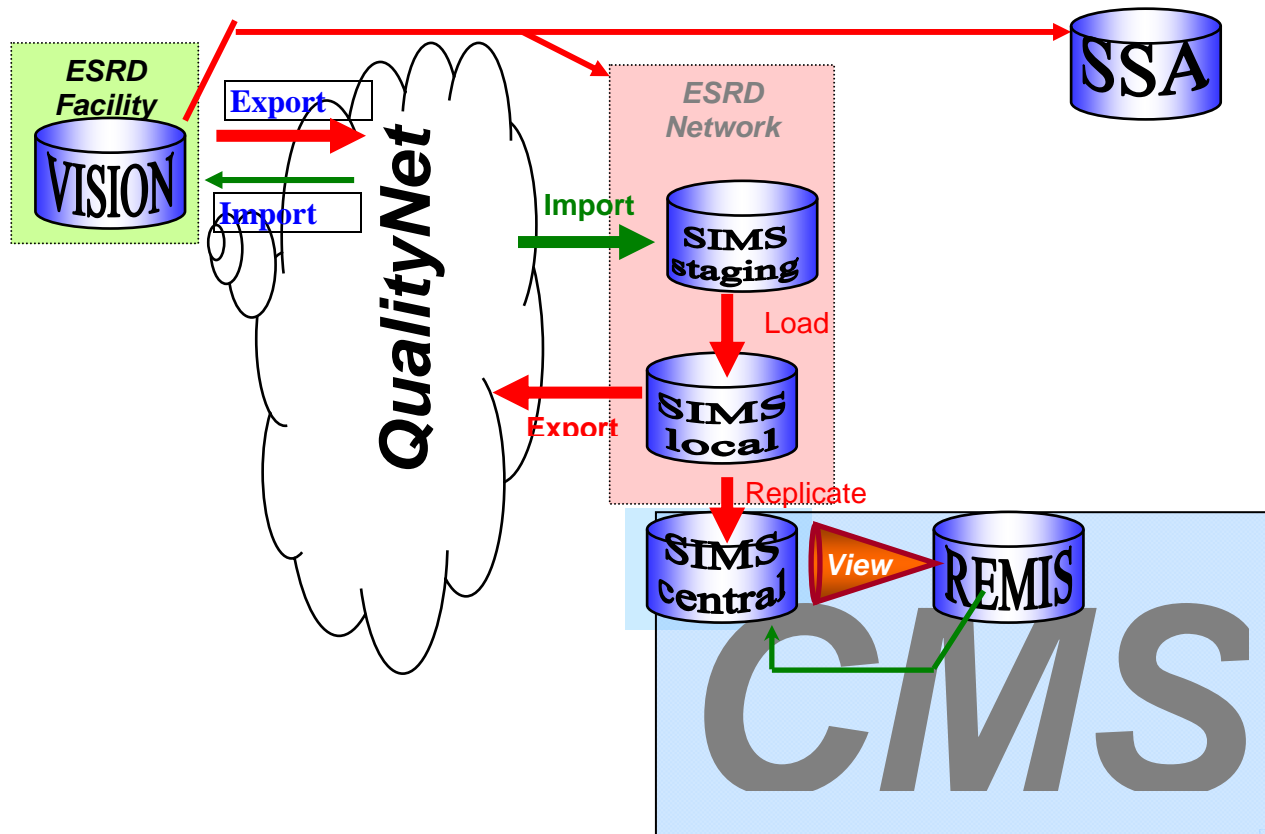 ESRD
Facility
VISION
Export
Import
QualityNet
SSA
ESRD
Network
Import
SIMS
staging
Load
SIMS
local
Export
Replicate
SIMS
central
View
REMIS
CMS